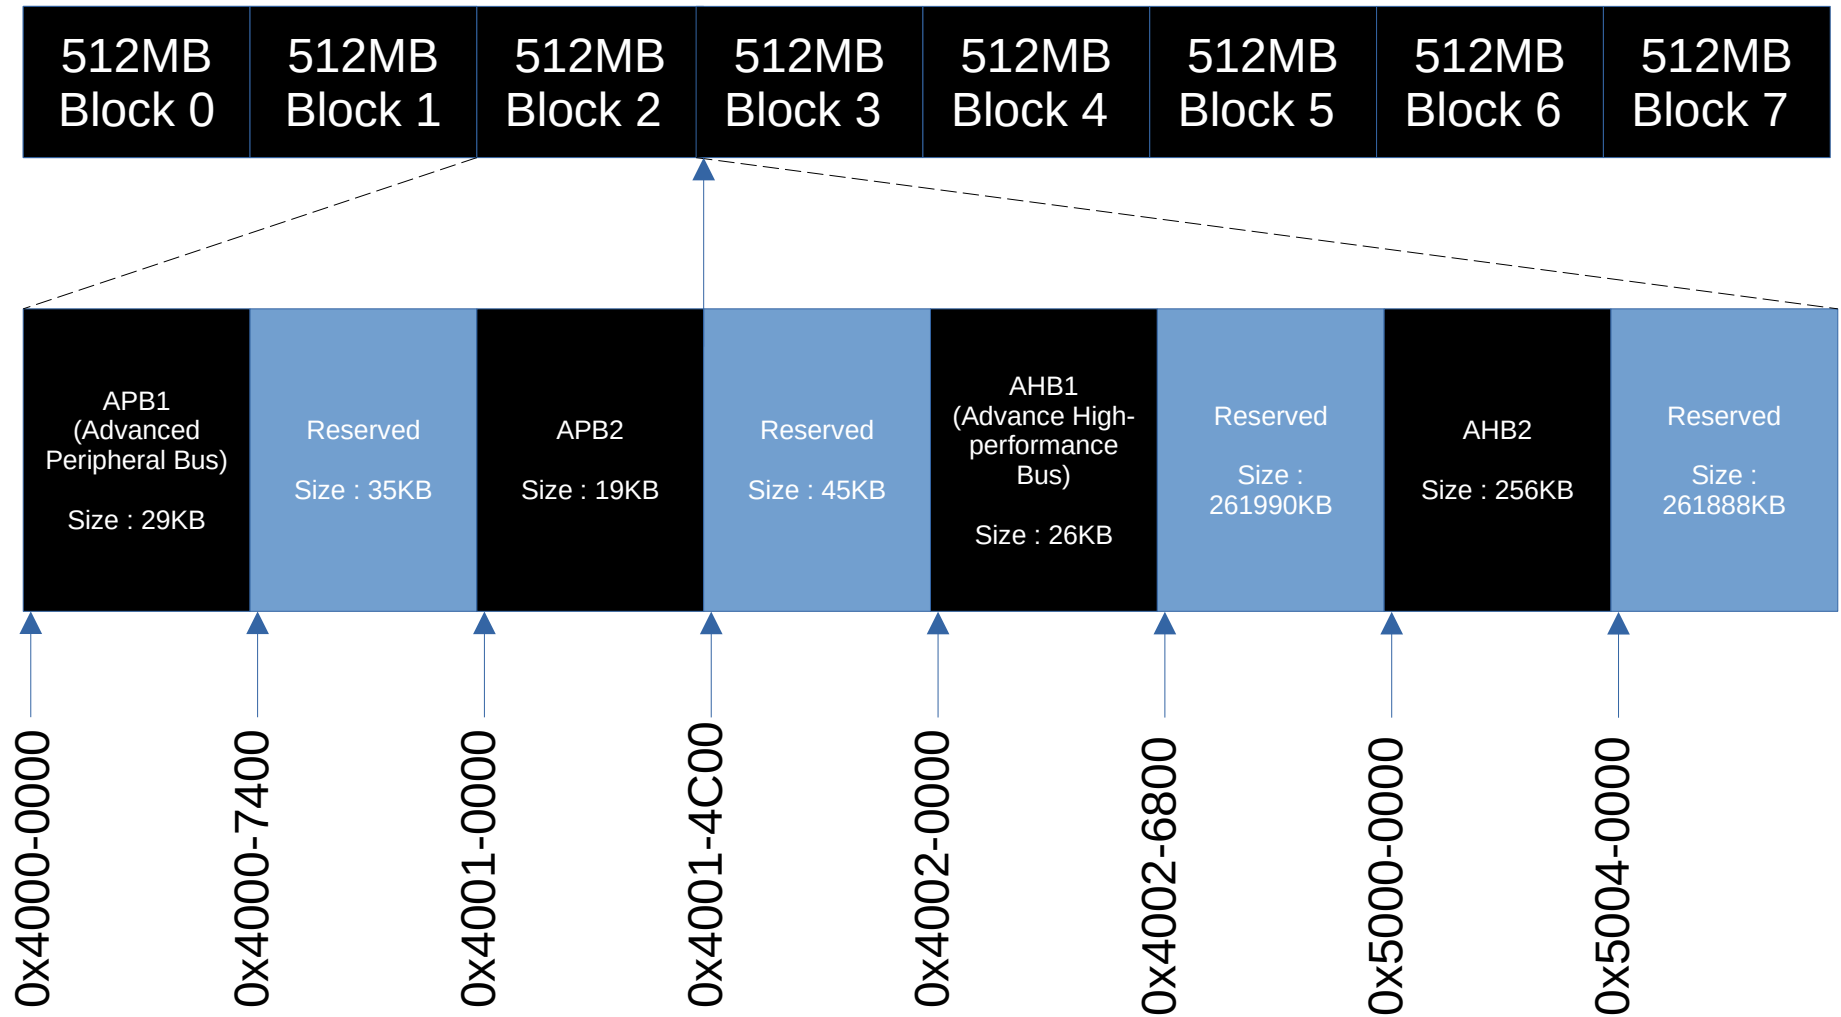 512MB
Block 0
512MB
Block 1
512MB
Block 2
512MB
Block 3
512MB
Block 4
512MB
Block 5
512MB
Block 6
512MB
Block 7
APB1
(Advanced
Peripheral Bus)
Size : 29KB
Reserved
Size : 35KB
APB2
Size : 19KB
Reserved
Size : 45KB
AHB1
(Advance High-
performance
Bus)
Size : 26KB
Reserved
Size :
261990KB
AHB2
Size : 256KB
Reserved
Size :
261888KB
0x4000-0000
0x4000-7400
0x4001-0000
0x4001-4C00
0x4002-0000
0x4002-6800
0x5000-0000
0x5004-0000